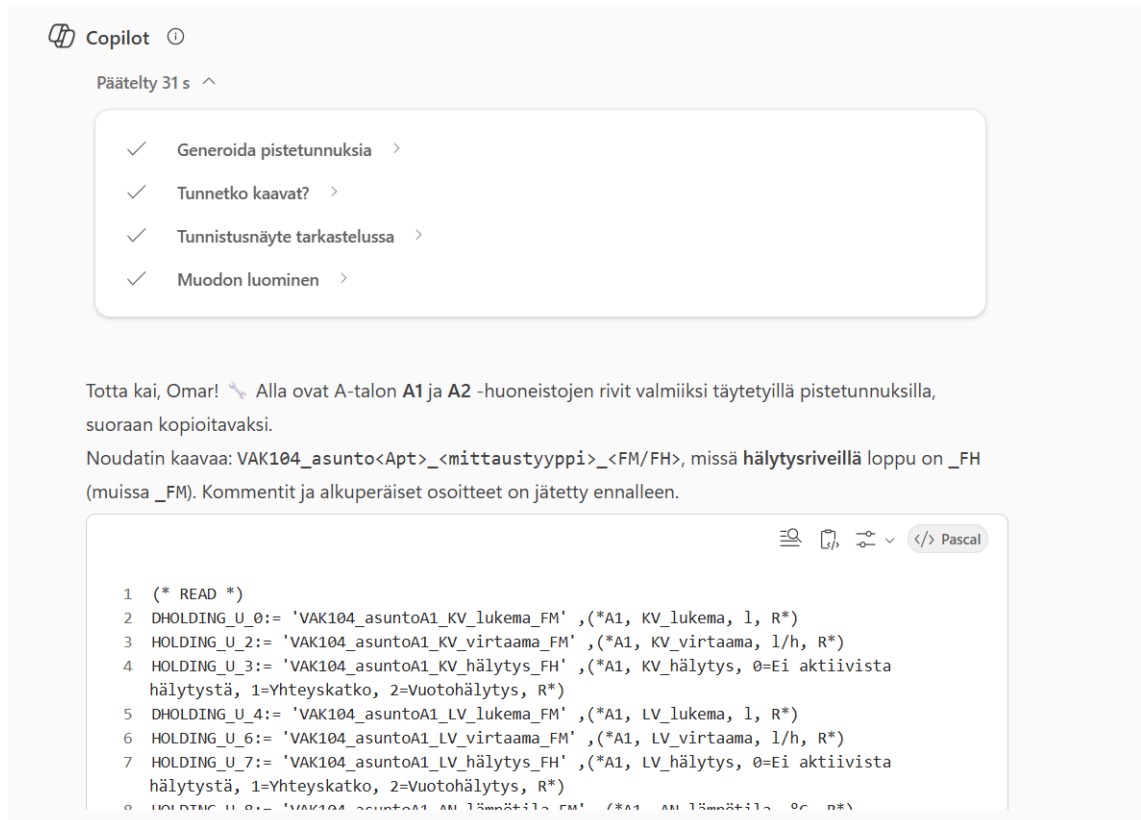 Copilot
Päätelty 31 s
Generoida pistetunnuksia
Tunnetko kaavat?
Tunnistusnäyte tarkastelussa
Muodon luominen
Totta kai, Omar! 🔧 Alla ovat A-talon A1 ja A2 -huoneistojen rivit valmiiksi täytetyillä pistetunnuksilla,
suoraan kopioitavaksi.
Noudatin kaavaa: VAK104_asunto<Apt>_<mittaustyyppi>_<FM/FH>, missä hälytysriveillä loppu on _FH
(muissa _FM). Kommentit ja alkuperäiset osoitteet on jätetty ennalleen.
</> Pascal
1 (* READ *)
2 DHOLDING_U_0:= 'VAK104_asuntoA1_KV_lukema_FM' ,(*A1, KV_lukema, l, R*)
3 HOLDING_U_2:= 'VAK104_asuntoA1_KV_virtaama_FM' ,(*A1, KV_virtaama, l/h, R*)
4 HOLDING_U_3:= 'VAK104_asuntoA1_KV_hälytys_FH' ,(*A1, KV_hälytys, 0=Ei aktiivista
hälytystä, 1=Yhteyskatko, 2=Vuotohälytys, R*)
5 DHOLDING_U_4:= 'VAK104_asuntoA1_LV_lukema_FM' ,(*A1, LV_lukema, l, R*)
6 HOLDING_U_6:= 'VAK104_asuntoA1_LV_virtaama_FM' ,(*A1, LV_virtaama, l/h, R*)
7 HOLDING_U_7:= 'VAK104_asuntoA1_LV_hälytys_FH' ,(*A1, LV_hälytys, 0=Ei aktiivista
hälytystä, 1=Yhteyskatko, 2=Vuotohälytys, R*)
8 HOLDING_U_8:= 'VAK104_asuntoA1_AN_lämpötila_FM' ,(*A1, AN_lämpötila, °C, R*)